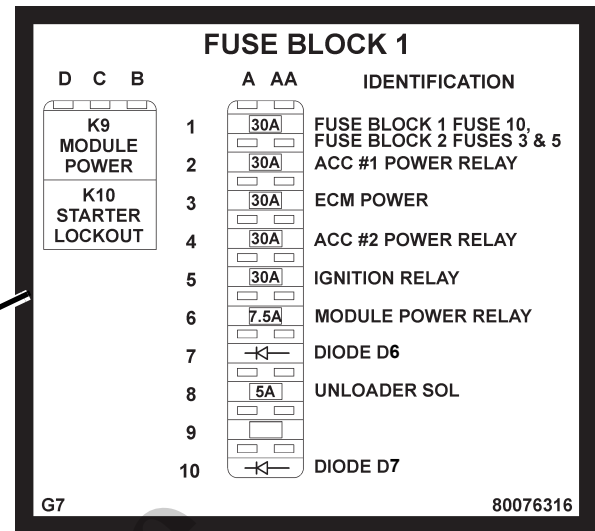 FUSE BLOCK 1
D C B A AA IDENTIFICATION
K9
MODULE
POWER
K10
STARTER
LOCKOUT
1 30A FUSE BLOCK 1 FUSE 10,
FUSE BLOCK 2 FUSES 3 & 5
2 30A ACC #1 POWER RELAY
3 30A ECM POWER
4 30A ACC #2 POWER RELAY
5 30A IGNITION RELAY
6 7.5A MODULE POWER RELAY
7 DIODE D6
8 5A UNLOADER SOL
9
10 DIODE D7
G7 80076316